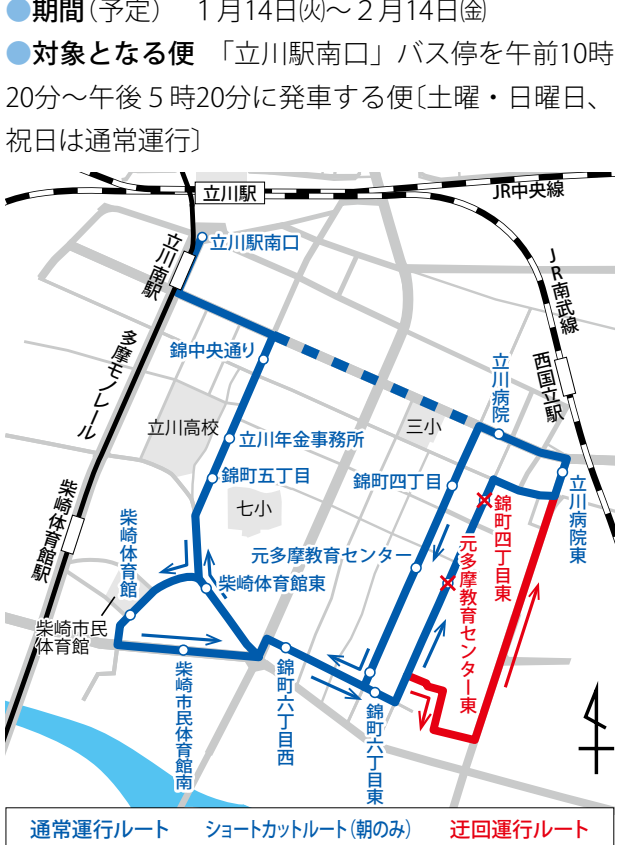 ●期間(予定) 1月14日㈫~2月14日㈮
●対象となる便 「立川駅南口」バス停を午前10時
20分~午後5時20分に発車する便〔土曜・日曜日、
祝日は通常運行〕
立川駅
JR中央線
立川駅南口
立川南駅
JR南武線
多摩モノレール
錦中央通り
立川病院
西国立駅
立川高校
三小
立川年金事務所
錦町五丁目
錦町四丁目
立川病院東
柴崎体育館駅
柴崎体育館
七小
錦町四丁目東
元多摩教育センター
元多摩教育センター東
柴崎体育館東
柴崎市民
体育館
錦町六丁目西
柴崎市民体育館南
錦町六丁目東
通常運行ルート ショートカットルート(朝のみ) 迂回運行ルート